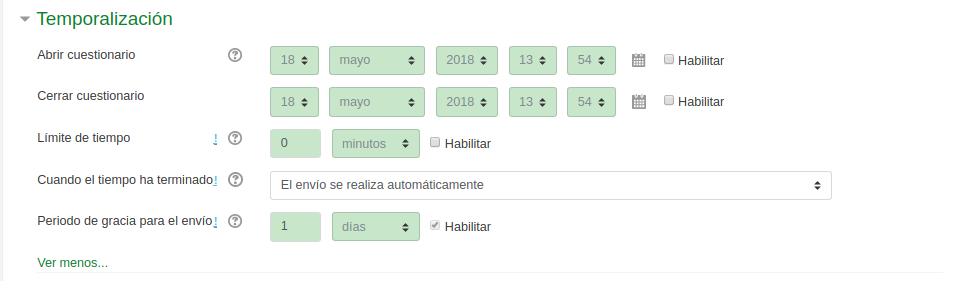 Temporalización
Abrir cuestionario 18 mayo 2018 13 54 Habilitar
Cerrar cuestionario 18 mayo 2018 13 54 Habilitar
Límite de tiempo ! ? 0 minutos Habilitar
Cuando el tiempo ha terminado ! ? El envío se realiza automáticamente
Periodo de gracia para el envío ! ? 1 días Habilitar
Ver menos...